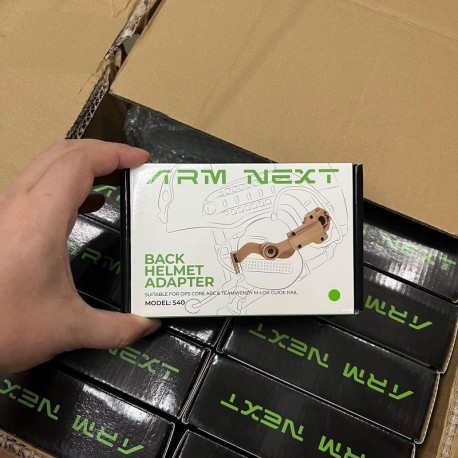 ARM NEXT
BACK
HELMET
ADAPTER
SUITABLE FOR OPS CORE ARC & TEAMWENDY M-LOK GUIDE RAIL
MODEL: S40
ARM NEXT
ARM NEXT
ARM NEXT
ARM NEXT
ARM NEXT